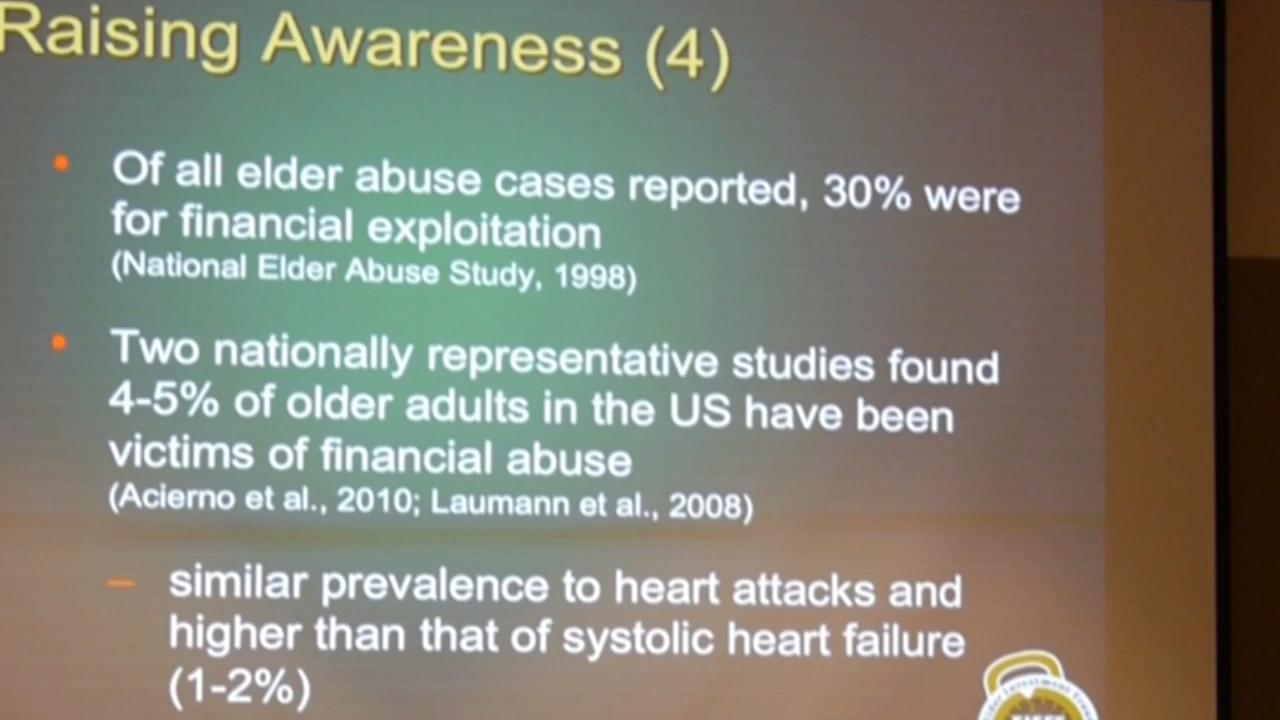 Raising Awareness (4)
• Of all elder abuse cases reported, 30% were
for financial exploitation
(National Elder Abuse Study, 1998)
• Two nationally representative studies found
4-5% of older adults in the US have been
victims of financial abuse
(Acierno et al., 2010; Laumann et al., 2008)
– similar prevalence to heart attacks and
higher than that of systolic heart failure
(1-2%)
Investment